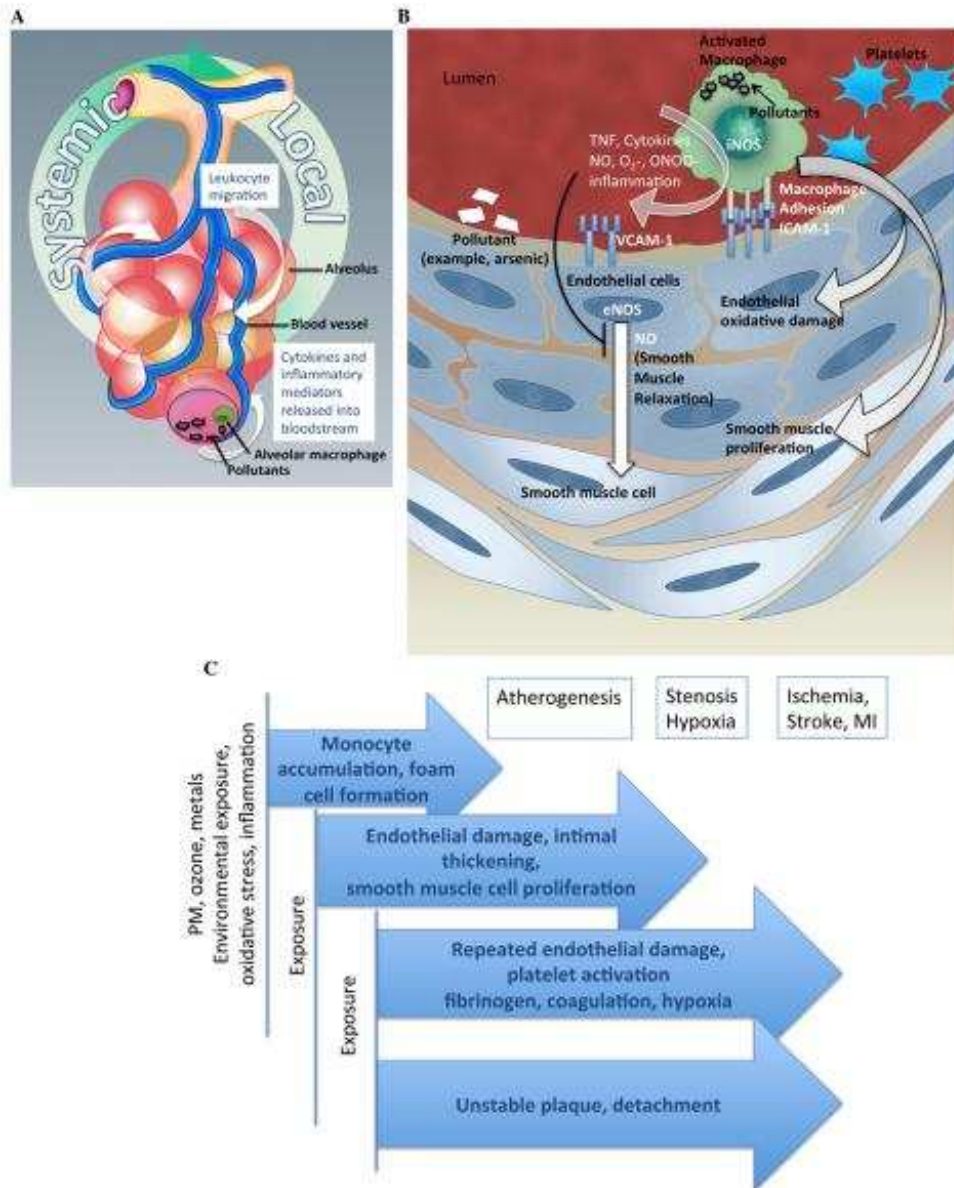 A
Systemic
Local
Leukocyte
migration
Alveolus
Blood vessel
Cytokines and
inflammatory
mediators
released into
bloodstream
Alveolar macrophage
Pollutants
B
Lumen
Activated
Macrophage
Platelets
Pollutants
iNOS
TNF, Cytokines
NO, O₂-, ONOO-
inflammation
Macrophage
Adhesion
ICAM-1
Pollutant
(example, arsenic)
VCAM-1
Endothelial cells
eNOS
Endothelial
oxidative damage
NO
(Smooth
Muscle
Relaxation)
Smooth muscle
proliferation
Smooth muscle cell
C
Atherogenesis
Stenosis
Hypoxia
Ischemia,
Stroke, MI
PM, ozone, metals
Environmental exposure,
oxidative stress, inflammation
Monocyte
accumulation, foam
cell formation
Exposure
Endothelial damage, intimal
thickening,
smooth muscle cell proliferation
Exposure
Repeated endothelial damage,
platelet activation
fibrinogen, coagulation, hypoxia
Unstable plaque, detachment